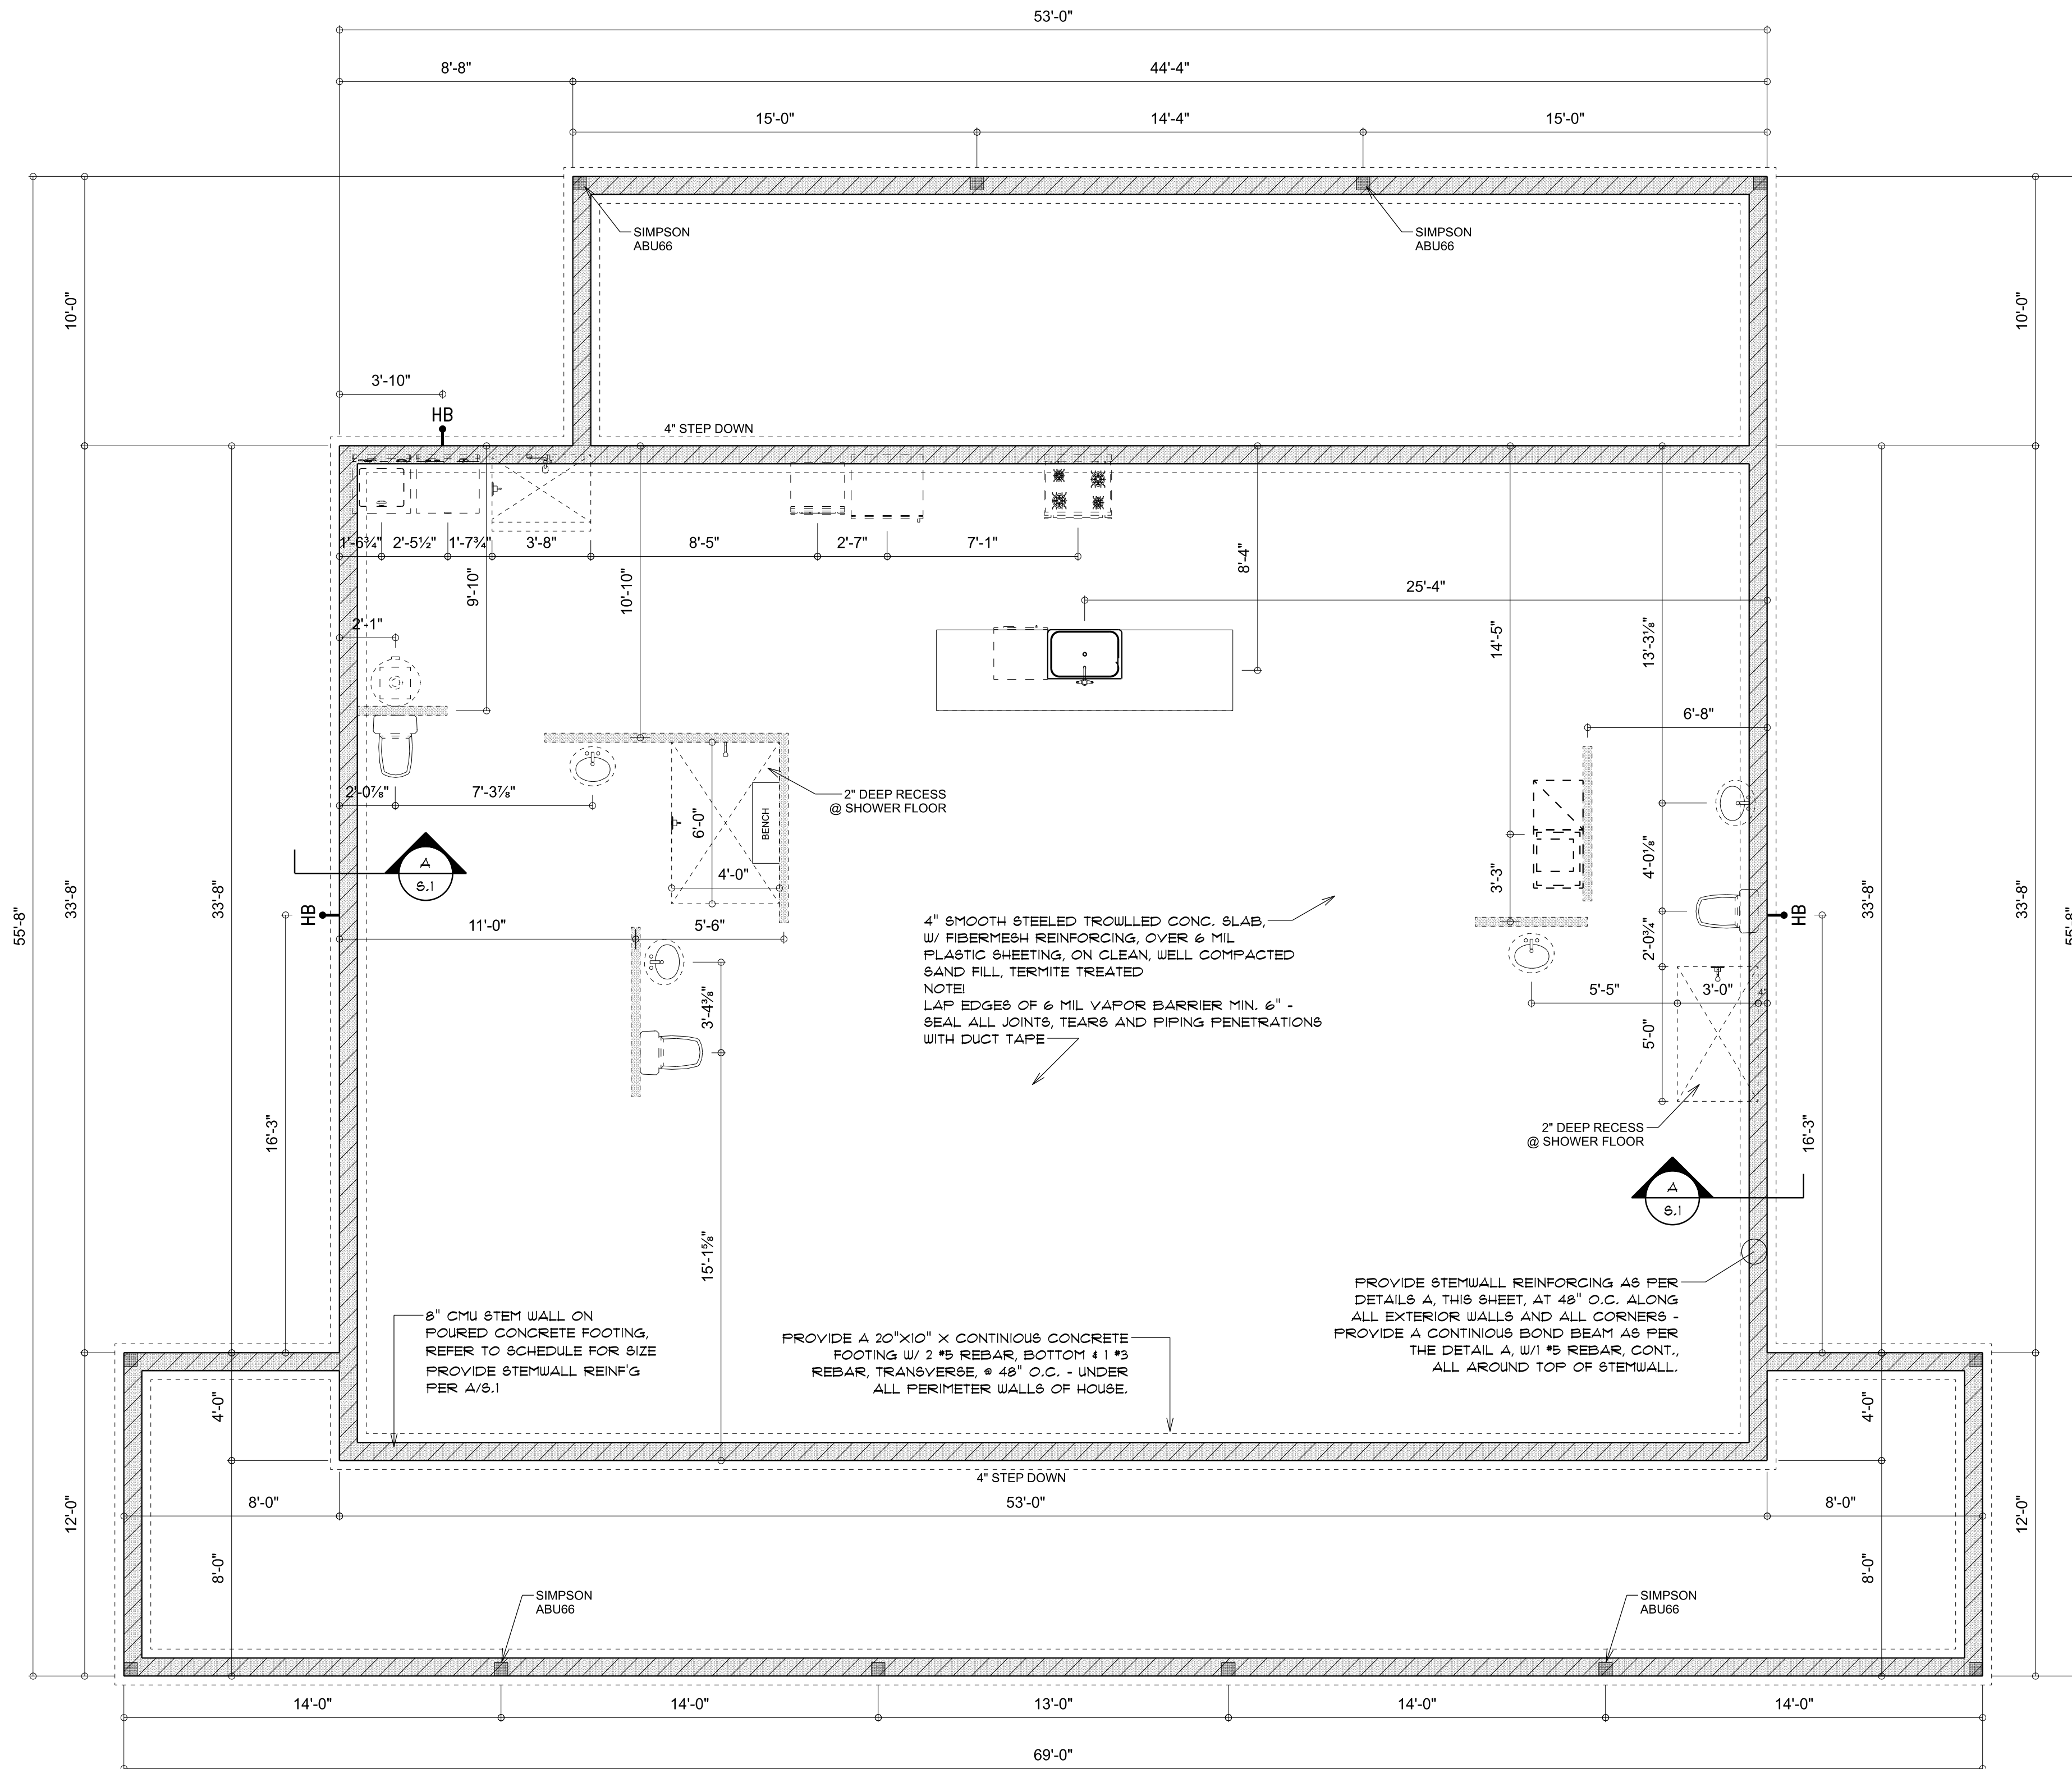 53'-0"
8'-8"
44'-4"
15'-0"
14'-4"
15'-0"
SIMPSON
ABU66
SIMPSON
ABU66
10'-0"
10'-0"
3'-10"
HB
4" STEP DOWN
1'-6¾"
2'-5½"
1'-7¾"
3'-8"
8'-5"
2'-7"
7'-1"
9'-10"
10'-10"
8'-4"
25'-4"
2'-1"
14'-5"
13'-3⅛"
6'-8"
2'-0⅞"
7'-3⅞"
2" DEEP RECESS
@ SHOWER FLOOR
6'-0"
BENCH
4'-0"
A
S.1
3'-3"
4'-0⅛"
55'-8"
33'-8"
33'-8"
HB
HB
33'-8"
33'-8"
55'-8"
11'-0"
5'-6"
4" SMOOTH STEELED TROWLLED CONC. SLAB,
W/ FIBERMESH REINFORCING, OVER 6 MIL
PLASTIC SHEETING, ON CLEAN, WELL COMPACTED
SAND FILL, TERMITE TREATED
NOTE!
LAP EDGES OF 6 MIL VAPOR BARRIER MIN. 6" -
SEAL ALL JOINTS, TEARS AND PIPING PENETRATIONS
WITH DUCT TAPE
2'-0¾"
5'-5"
3'-0"
4"
3'-4⅜"
5'-0"
2" DEEP RECESS
@ SHOWER FLOOR
16'-3"
16'-3"
A
S.1
15'-1⅝"
8" CMU STEM WALL ON
POURED CONCRETE FOOTING,
REFER TO SCHEDULE FOR SIZE
PROVIDE STEMWALL REINF'G
PER A/S.1
PROVIDE A 20"X10" X CONTINIOUS CONCRETE
FOOTING W/ 2 #5 REBAR, BOTTOM & 1 #3
REBAR, TRANSVERSE, @ 48" O.C. - UNDER
ALL PERIMETER WALLS OF HOUSE.
PROVIDE STEMWALL REINFORCING AS PER
DETAILS A, THIS SHEET, AT 48" O.C. ALONG
ALL EXTERIOR WALLS AND ALL CORNERS -
PROVIDE A CONTINIOUS BOND BEAM AS PER
THE DETAIL A, W/1 #5 REBAR, CONT.,
ALL AROUND TOP OF STEMWALL.
4'-0"
4'-0"
4" STEP DOWN
8'-0"
53'-0"
8'-0"
12'-0"
12'-0"
8'-0"
8'-0"
SIMPSON
ABU66
SIMPSON
ABU66
14'-0"
14'-0"
13'-0"
14'-0"
14'-0"
69'-0"